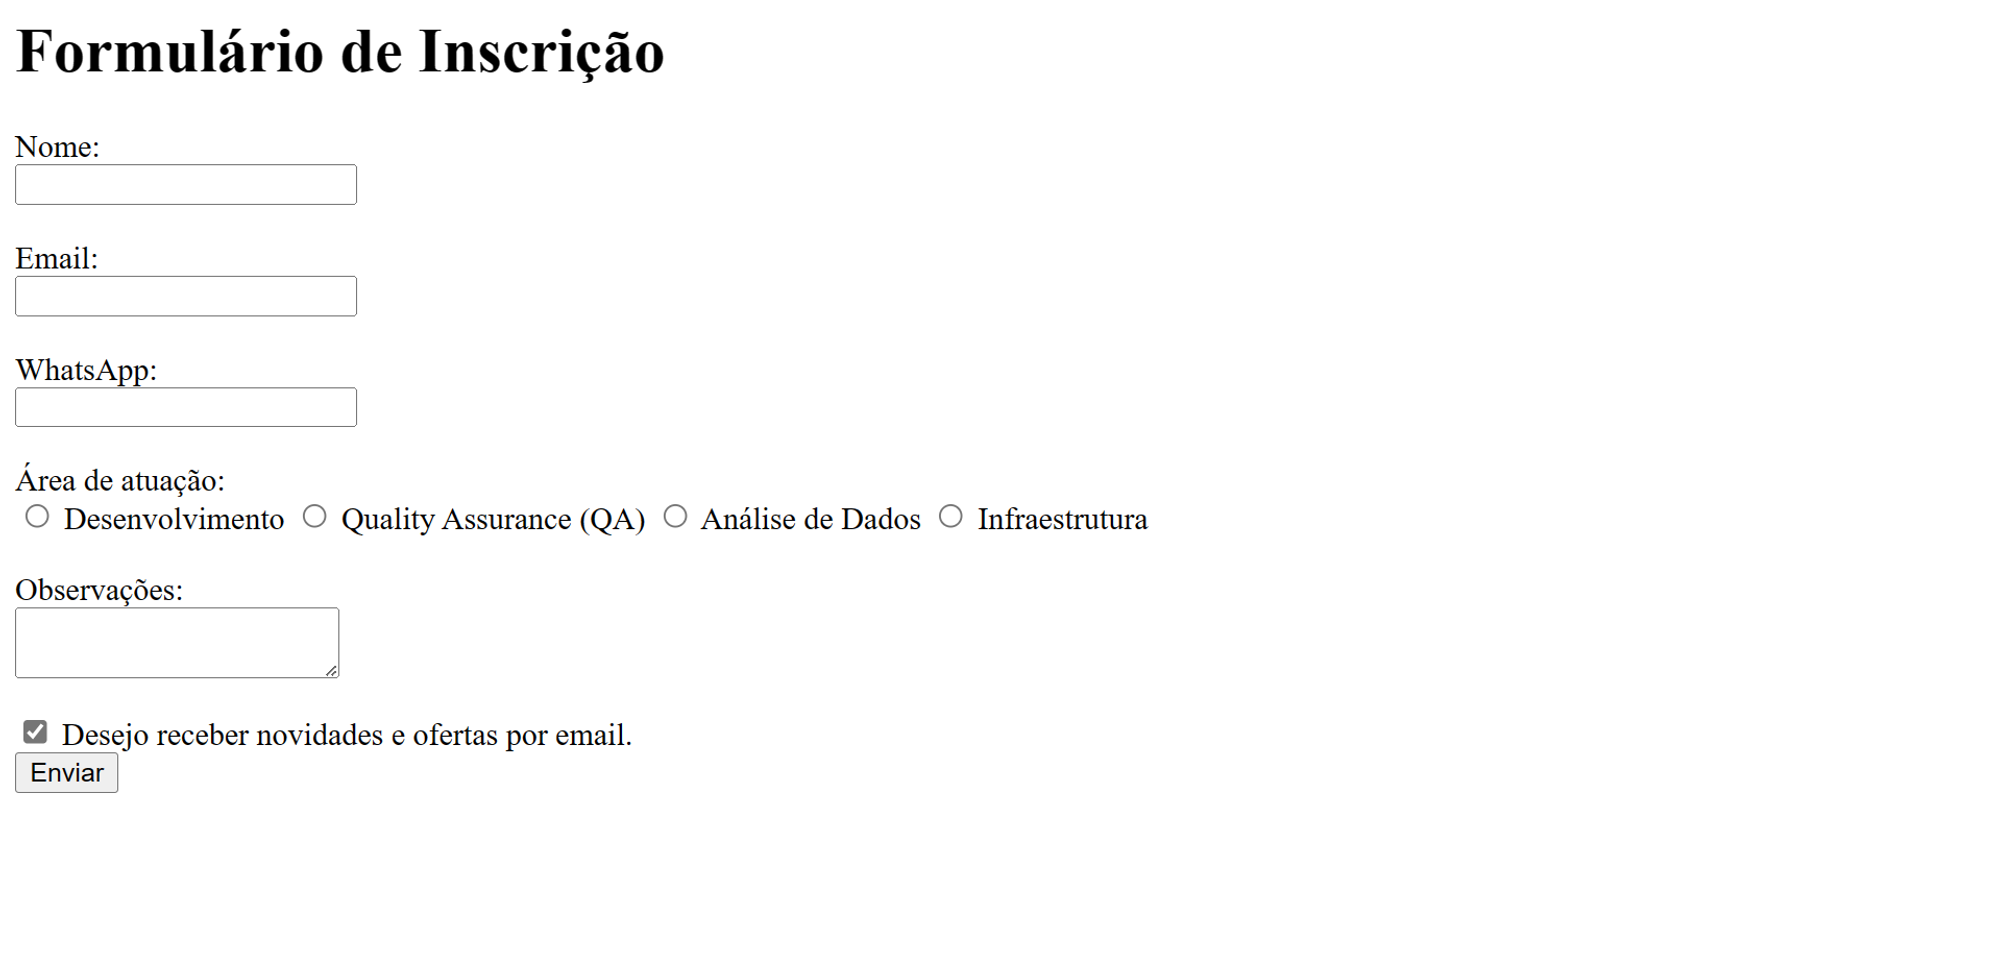 Formulário de Inscrição
Nome:
Email:
WhatsApp:
Área de atuação:
Desenvolvimento Quality Assurance (QA) Análise de Dados Infraestrutura
Observações:
Desejo receber novidades e ofertas por email.
Enviar